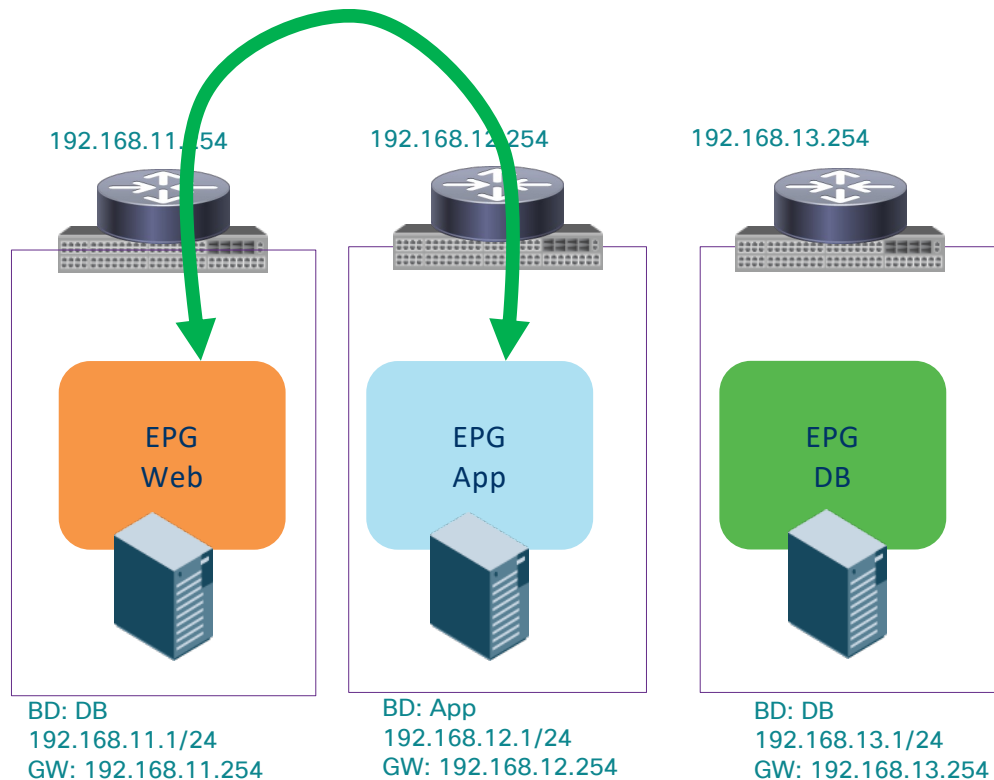 192.168.11.254
192.168.12.254
192.168.13.254
EPG
Web
EPG
App
EPG
DB
BD: DB
192.168.11.1/24
GW: 192.168.11.254
BD: App
192.168.12.1/24
GW: 192.168.12.254
BD: DB
192.168.13.1/24
GW: 192.168.13.254